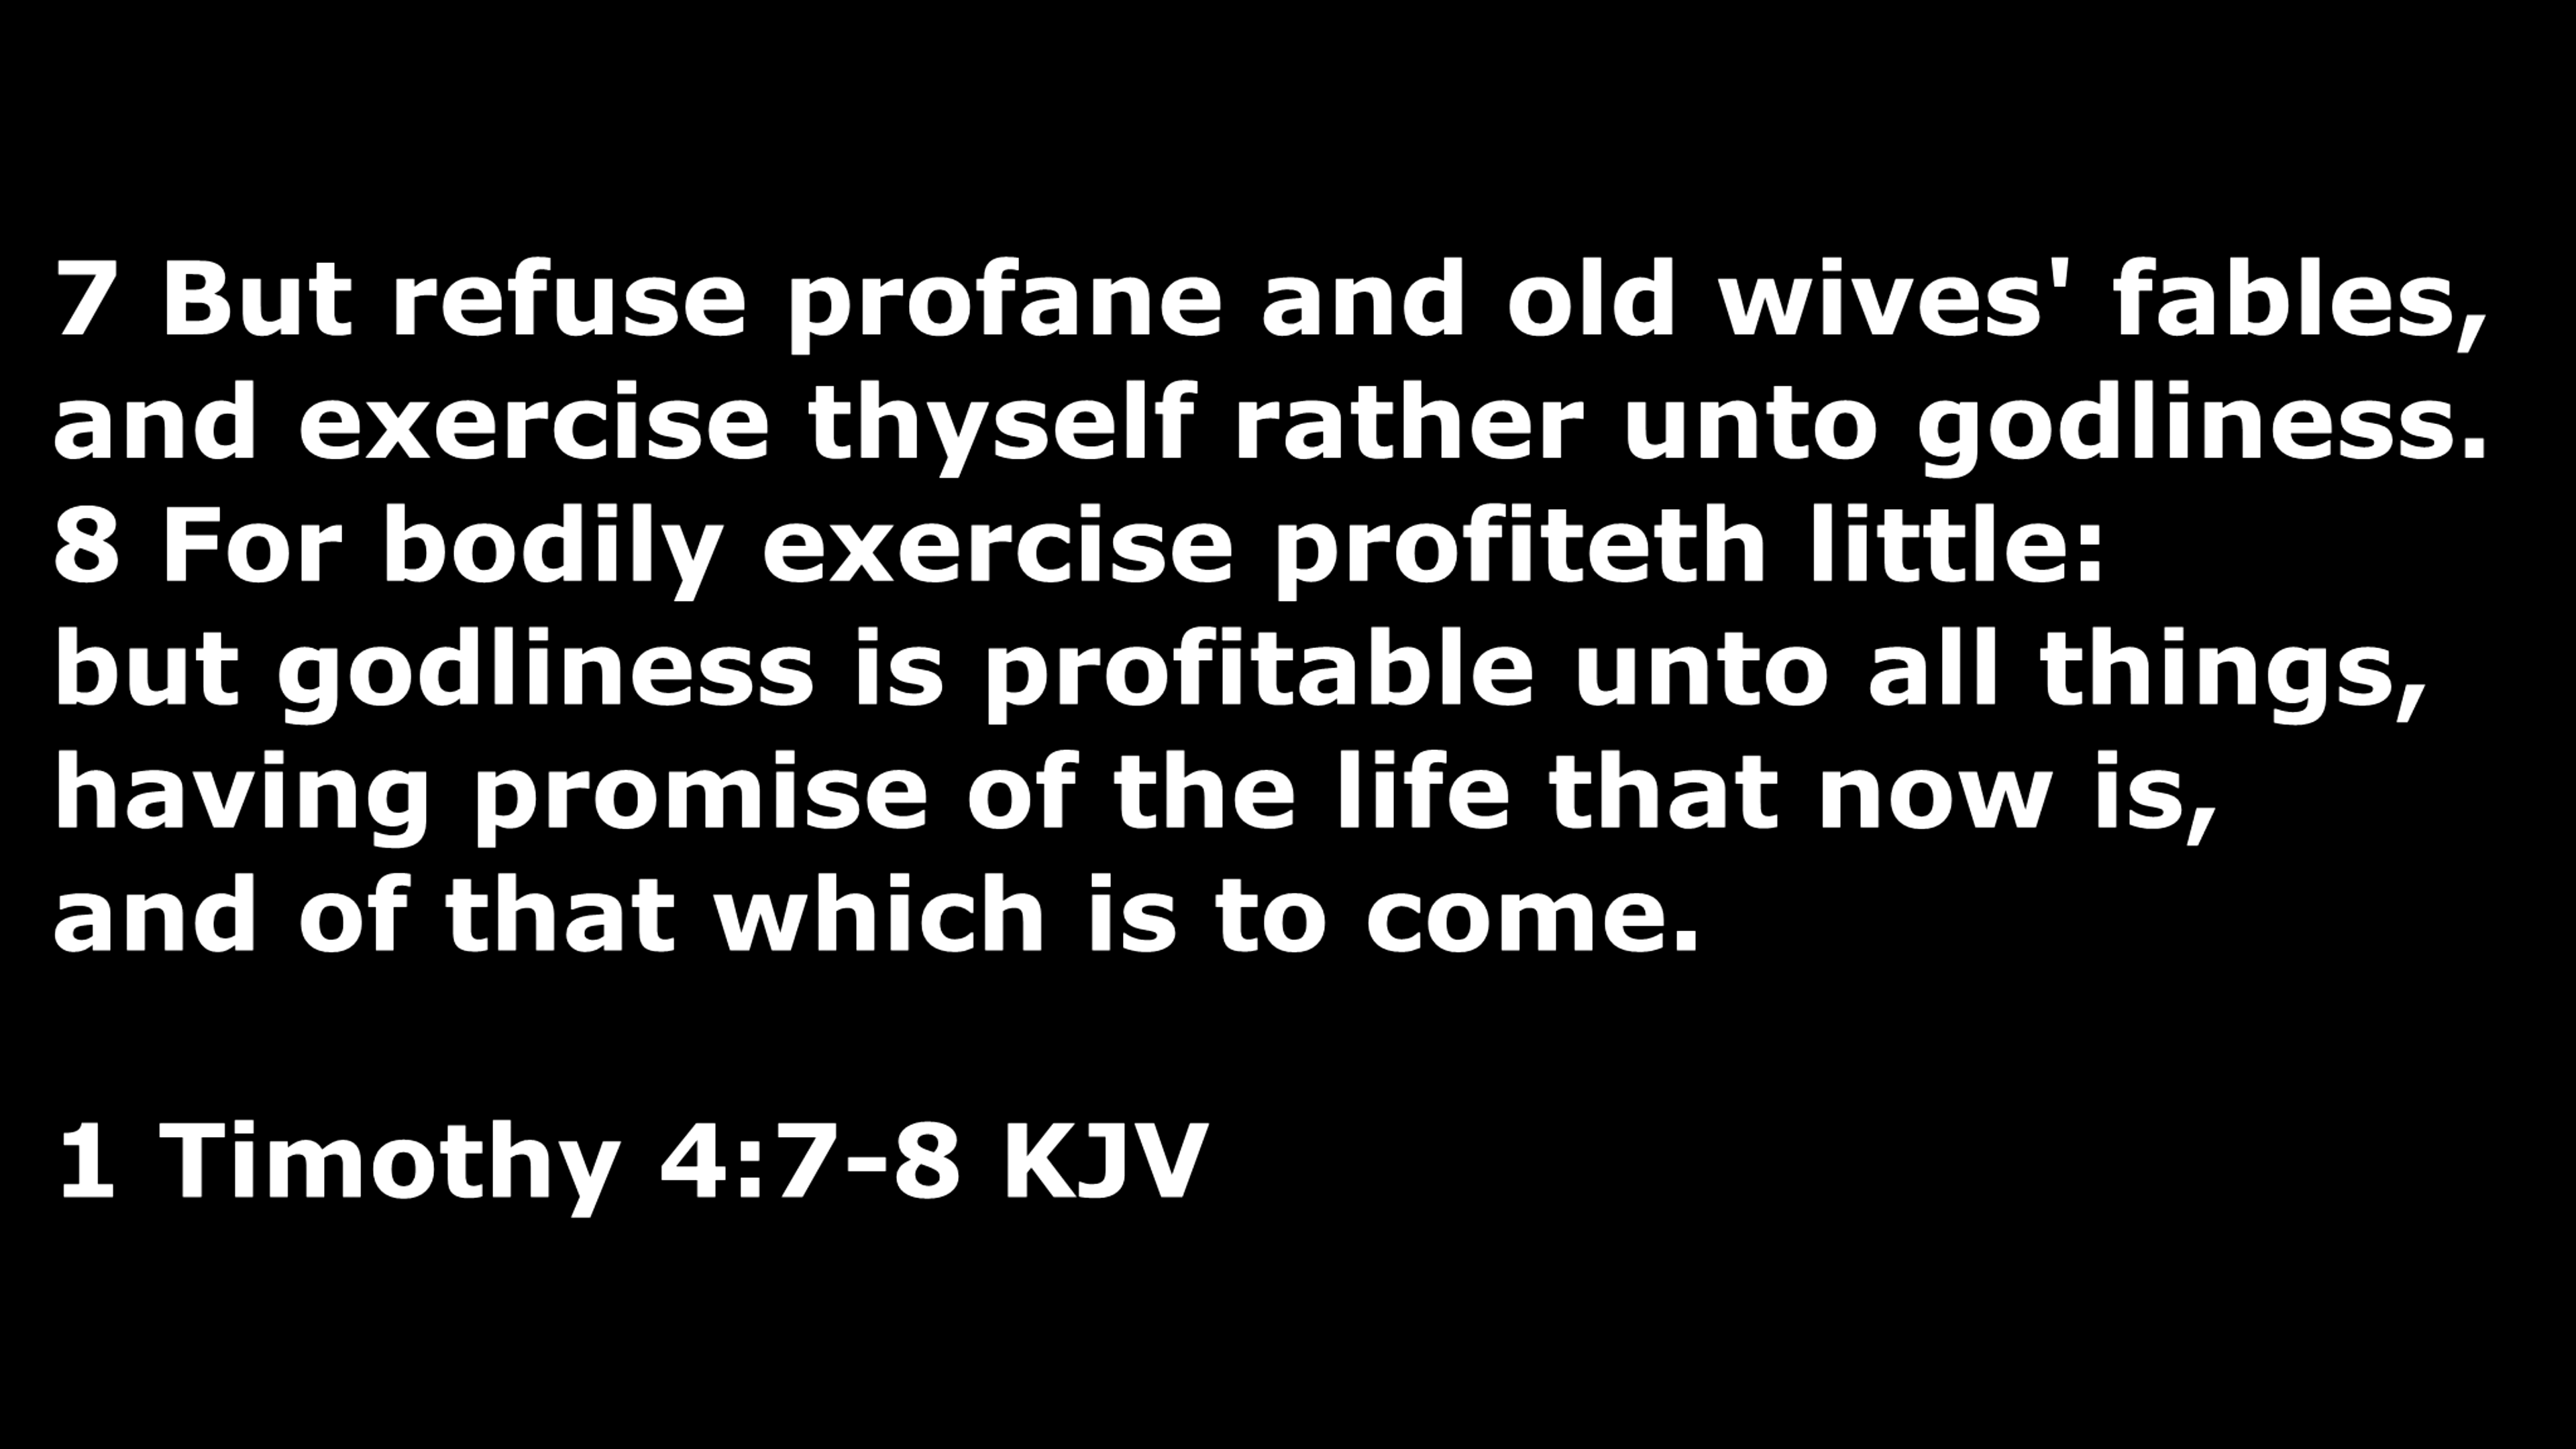 7 But refuse profane and old wives' fables,
and exercise thyself rather unto godliness.
8 For bodily exercise profiteth little:
but godliness is profitable unto all things,
having promise of the life that now is,
and of that which is to come.
1 Timothy 4:7-8 KJV